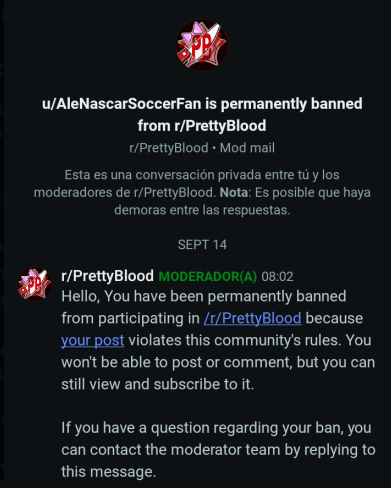 PB
u/AleNascarSoccerFan is permanently banned
from r/PrettyBlood
r/PrettyBlood • Mod mail
Esta es una conversación privada entre tú y los
moderadores de r/PrettyBlood. Nota: Es posible que haya
demoras entre las respuestas.
SEPT 14
r/PrettyBlood MODERADOR(A) 08:02
Hello, You have been permanently banned
from participating in /r/PrettyBlood because
your post violates this community's rules. You
won't be able to post or comment, but you can
still view and subscribe to it.
If you have a question regarding your ban, you
can contact the moderator team by replying to
this message.